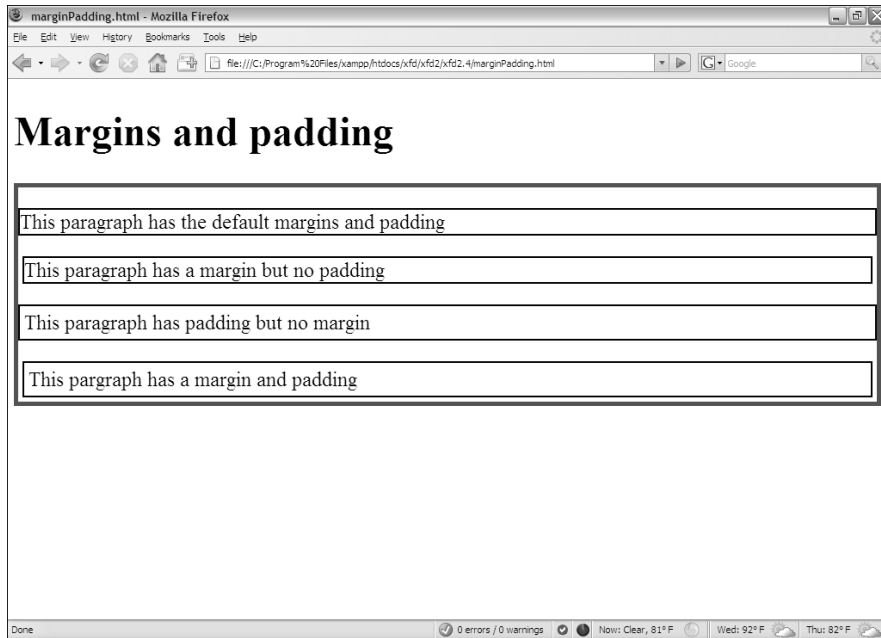 marginPadding.html - Mozilla Firefox
File Edit View History Bookmarks Tools Help
file:///C:/Program%20Files/xampp/htdocs/xfd/xfd2/xfd2.4/marginPadding.html
G Google
Margins and padding
This paragraph has the default margins and padding
This paragraph has a margin but no padding
This paragraph has padding but no margin
This pargraph has a margin and padding
Done 0 errors / 0 warnings Now: Clear, 81° F Wed: 92° F Thu: 82° F